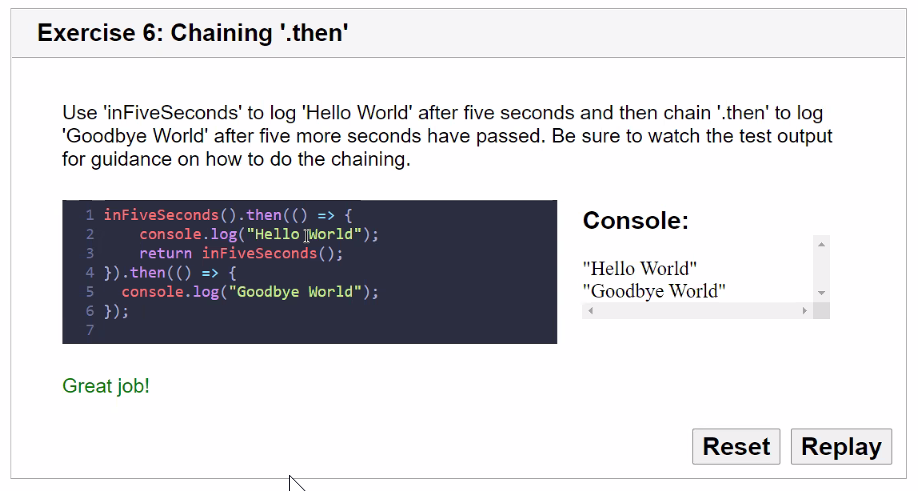 Exercise 6: Chaining '.then'
Use 'inFiveSeconds' to log 'Hello World' after five seconds and then chain '.then' to log
'Goodbye World' after five more seconds have passed. Be sure to watch the test output
for guidance on how to do the chaining.
1 inFiveSeconds().then(() => {
2     console.log("Hello World");
3     return inFiveSeconds();
4 }).then(() => {
5   console.log("Goodbye World");
6 });
7
Console:
"Hello World"
"Goodbye World"
Great job!
Reset Replay